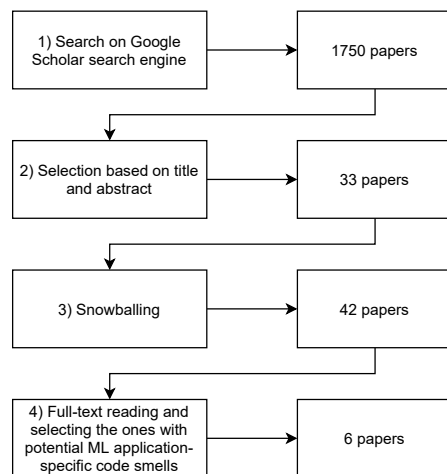 1) Search on Google
Scholar search engine
1750 papers
2) Selection based on title
and abstract
33 papers
3) Snowballing
42 papers
4) Full-text reading and
selecting the ones with
potential ML application-
specific code smells
6 papers